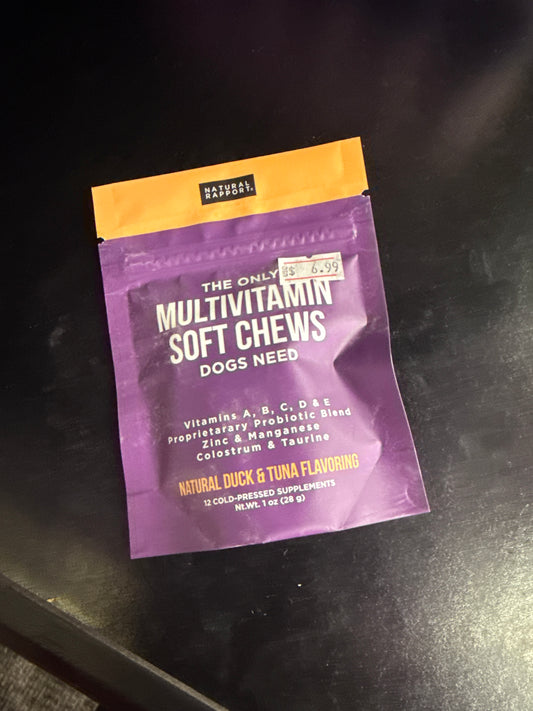 NATURAL
RAPPORT®
THE ONLY
$ 6.99
MULTIVITAMIN
SOFT CHEWS
DOGS NEED
Vitamins A, B, C, D & E
Proprietarary Probiotic Blend
Zinc & Manganese
Colostrum & Taurine
NATURAL DUCK & TUNA FLAVORING
12 COLD-PRESSED SUPPLEMENTS
Nt.Wt. 1 oz (28 g)